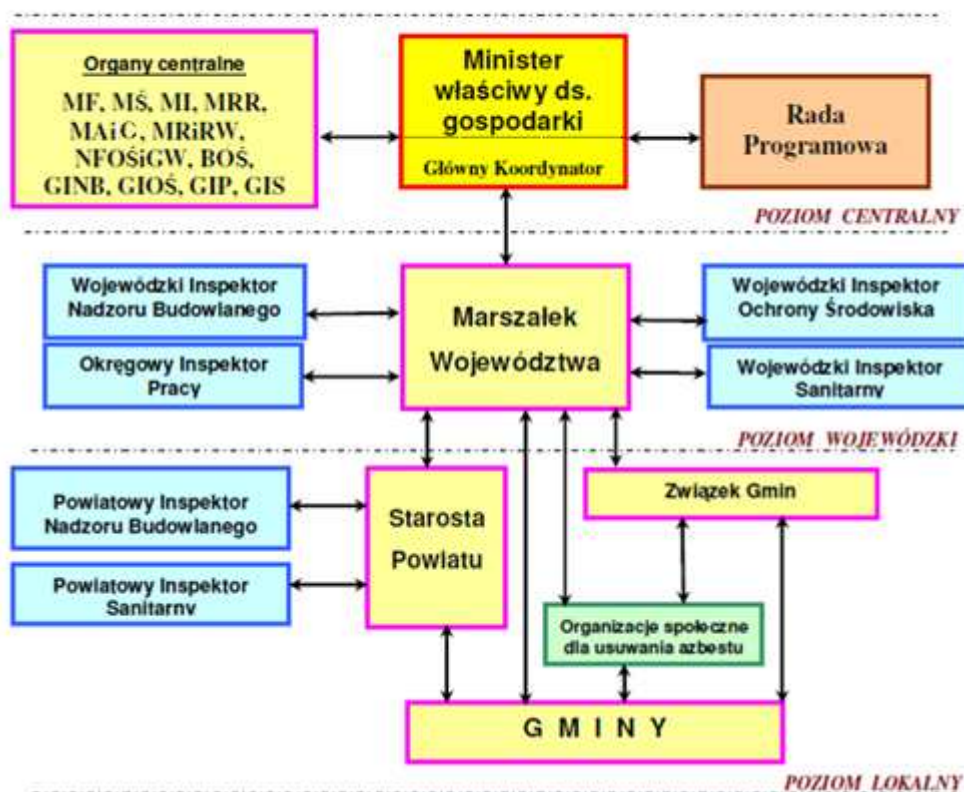 Organy centralne
MF, MŚ, MI, MRR,
MAiC, MRiRW,
NFOŚiGW, BOŚ,
GINB, GIOŚ, GIP, GIS
Minister
właściwy ds.
gospodarki
Główny Koordynator
Rada
Programowa
POZIOM CENTRALNY
Wojewódzki Inspektor
Nadzoru Budowlanego
Okręgowy Inspektor
Pracy
Marszałek
Województwa
Wojewódzki Inspektor
Ochrony Środowiska
Wojewódzki Inspektor
Sanitarny
POZIOM WOJEWÓDZKI
Powiatowy Inspektor
Nadzoru Budowlanego
Powiatowy Inspektor
Sanitarny
Starosta
Powiatu
Związek Gmin
Organizacje społeczne
dla usuwania azbestu
G M I N Y
POZIOM LOKALNY